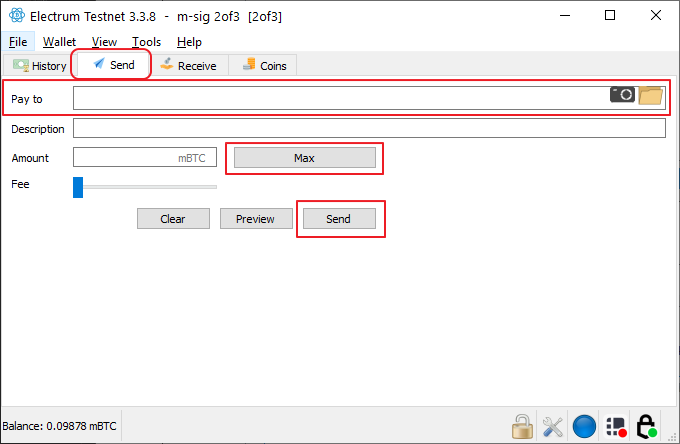 Electrum Testnet 3.3.8 - m-sig 2of3 [2of3]
File Wallet View Tools Help
History Send Receive Coins
Pay to
Description
Amount mBTC Max
Fee
Clear Preview Send
Balance: 0.09878 mBTC